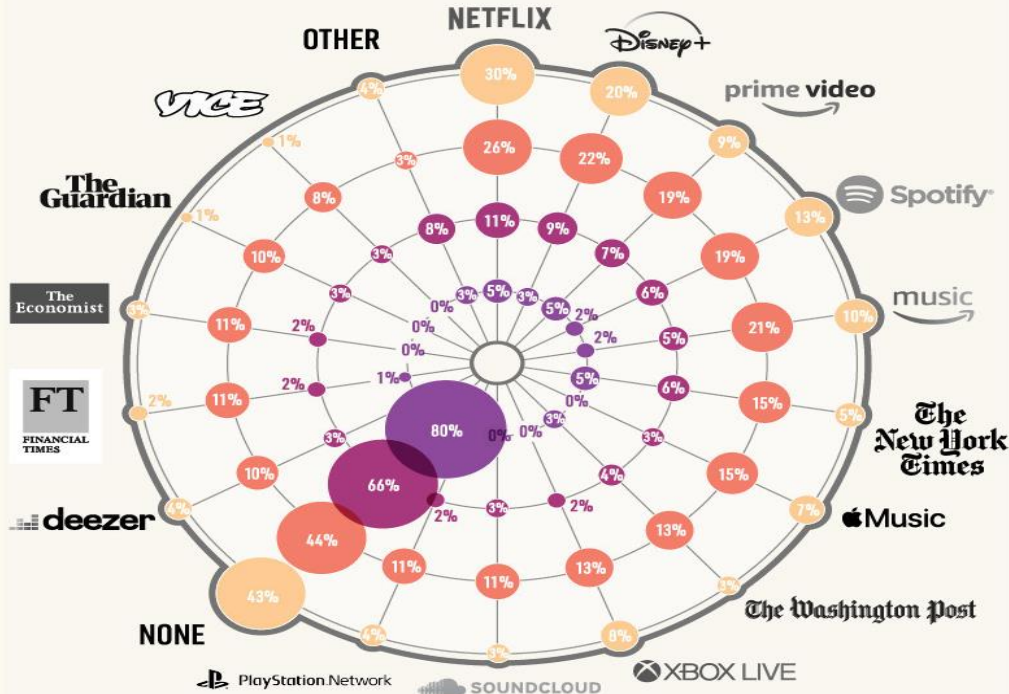 NETFLIX
30%
26%
11%
5%
Disney+
20%
22%
9%
3%
prime video
9%
19%
7%
5%
Spotify®
13%
19%
6%
2%
music
10%
21%
5%
2%
The
New York
Times
5%
15%
6%
5%
Music
7%
15%
3%
0%
The Washington Post
3%
13%
4%
3%
XBOX LIVE
8%
13%
2%
0%
SOUNDCLOUD
3%
11%
3%
0%
PlayStation Network
4%
11%
2%
NONE
43%
44%
66%
80%
deezer
4%
10%
3%
FT
FINANCIAL
TIMES
2%
11%
2%
1%
The
Economist
3%
11%
2%
0%
The
Guardian
1%
10%
3%
0%
VICE
1%
8%
3%
0%
OTHER
4%
3%
8%
3%